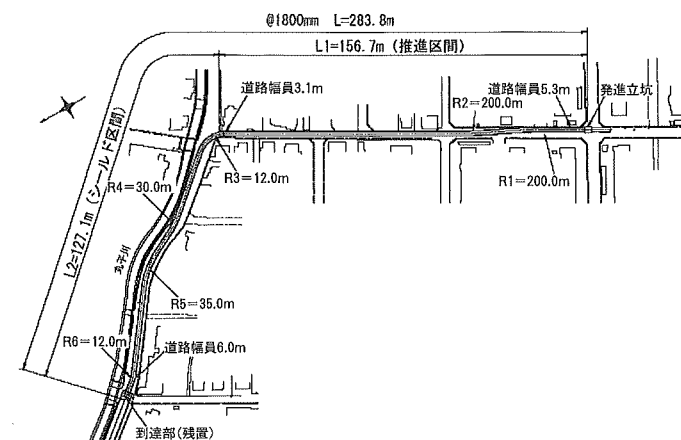 @1800mm L=283.8m
L1=156.7m(推進区間)
道路幅員3.1m
道路幅員5.3m
発進立坑
R2=200.0m
R1=200.0m
R3=12.0m
R4=30.0m
L2=127.1m(シールド区間)
丸子川
R5=35.0m
R6=12.0m
道路幅員6.0m
到達部(残置)